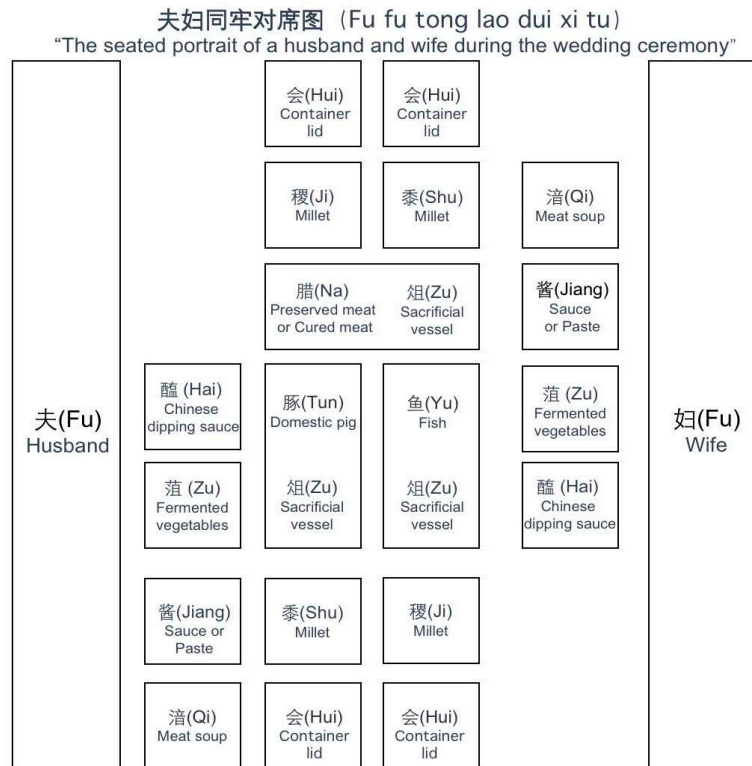 夫妇同牢对席图（Fu fu tong lao dui xi tu）
“The seated portrait of a husband and wife during the wedding ceremony”
会(Hui)
Container
lid
会(Hui)
Container
lid
稷(Ji)
Millet
黍(Shu)
Millet
湆(Qi)
Meat soup
腊(Na)
Preserved meat
or Cured meat
俎(Zu)
Sacrificial
vessel
酱(Jiang)
Sauce
or Paste
夫(Fu)
Husband
醢 (Hai)
Chinese
dipping sauce
豚(Tun)
Domestic pig
鱼(Yu)
Fish
菹 (Zu)
Fermented
vegetables
妇(Fu)
Wife
菹 (Zu)
Fermented
vegetables
俎(Zu)
Sacrificial
vessel
俎(Zu)
Sacrificial
vessel
醢 (Hai)
Chinese
dipping sauce
酱(Jiang)
Sauce or
Paste
黍(Shu)
Millet
稷(Ji)
Millet
湆(Qi)
Meat soup
会(Hui)
Container
lid
会(Hui)
Container
lid